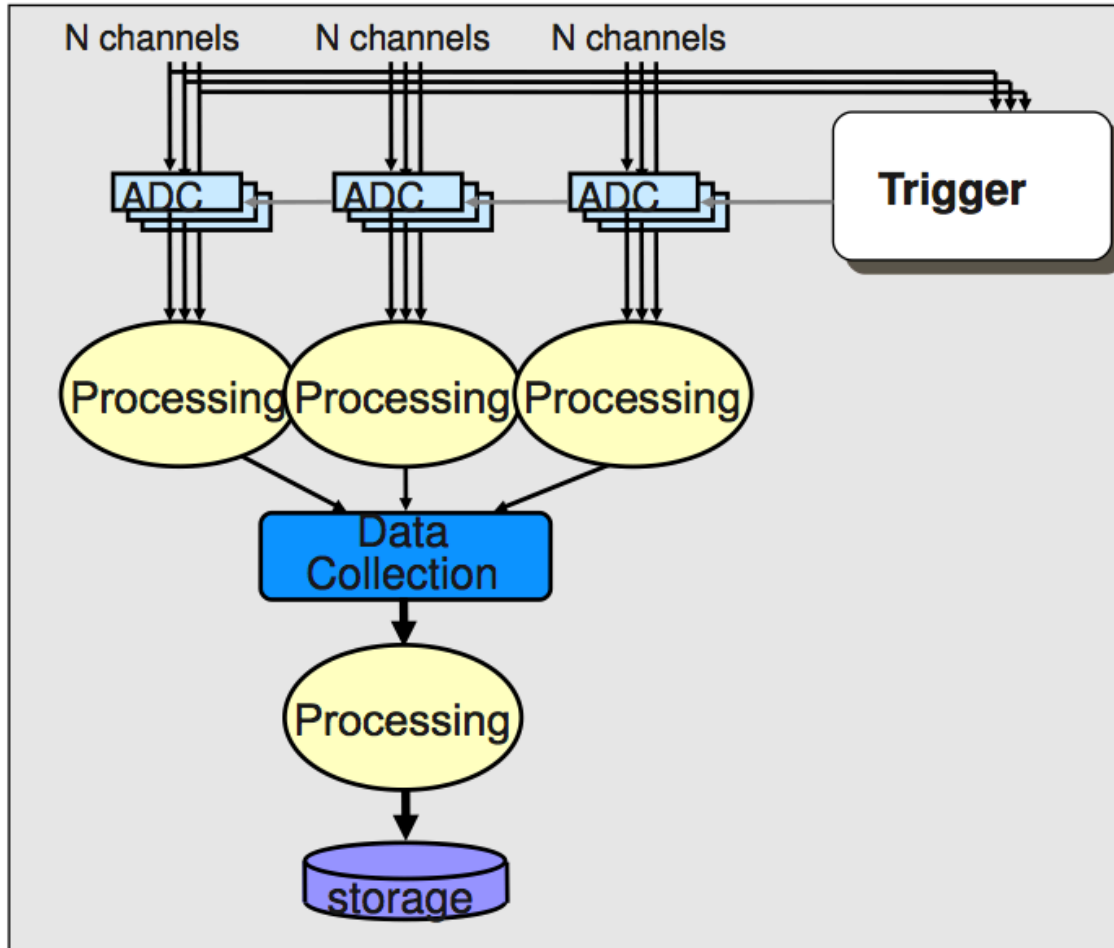 N channels
N channels
N channels
ADC
ADC
ADC
Trigger
Processing
Processing
Processing
Data
Collection
Processing
storage